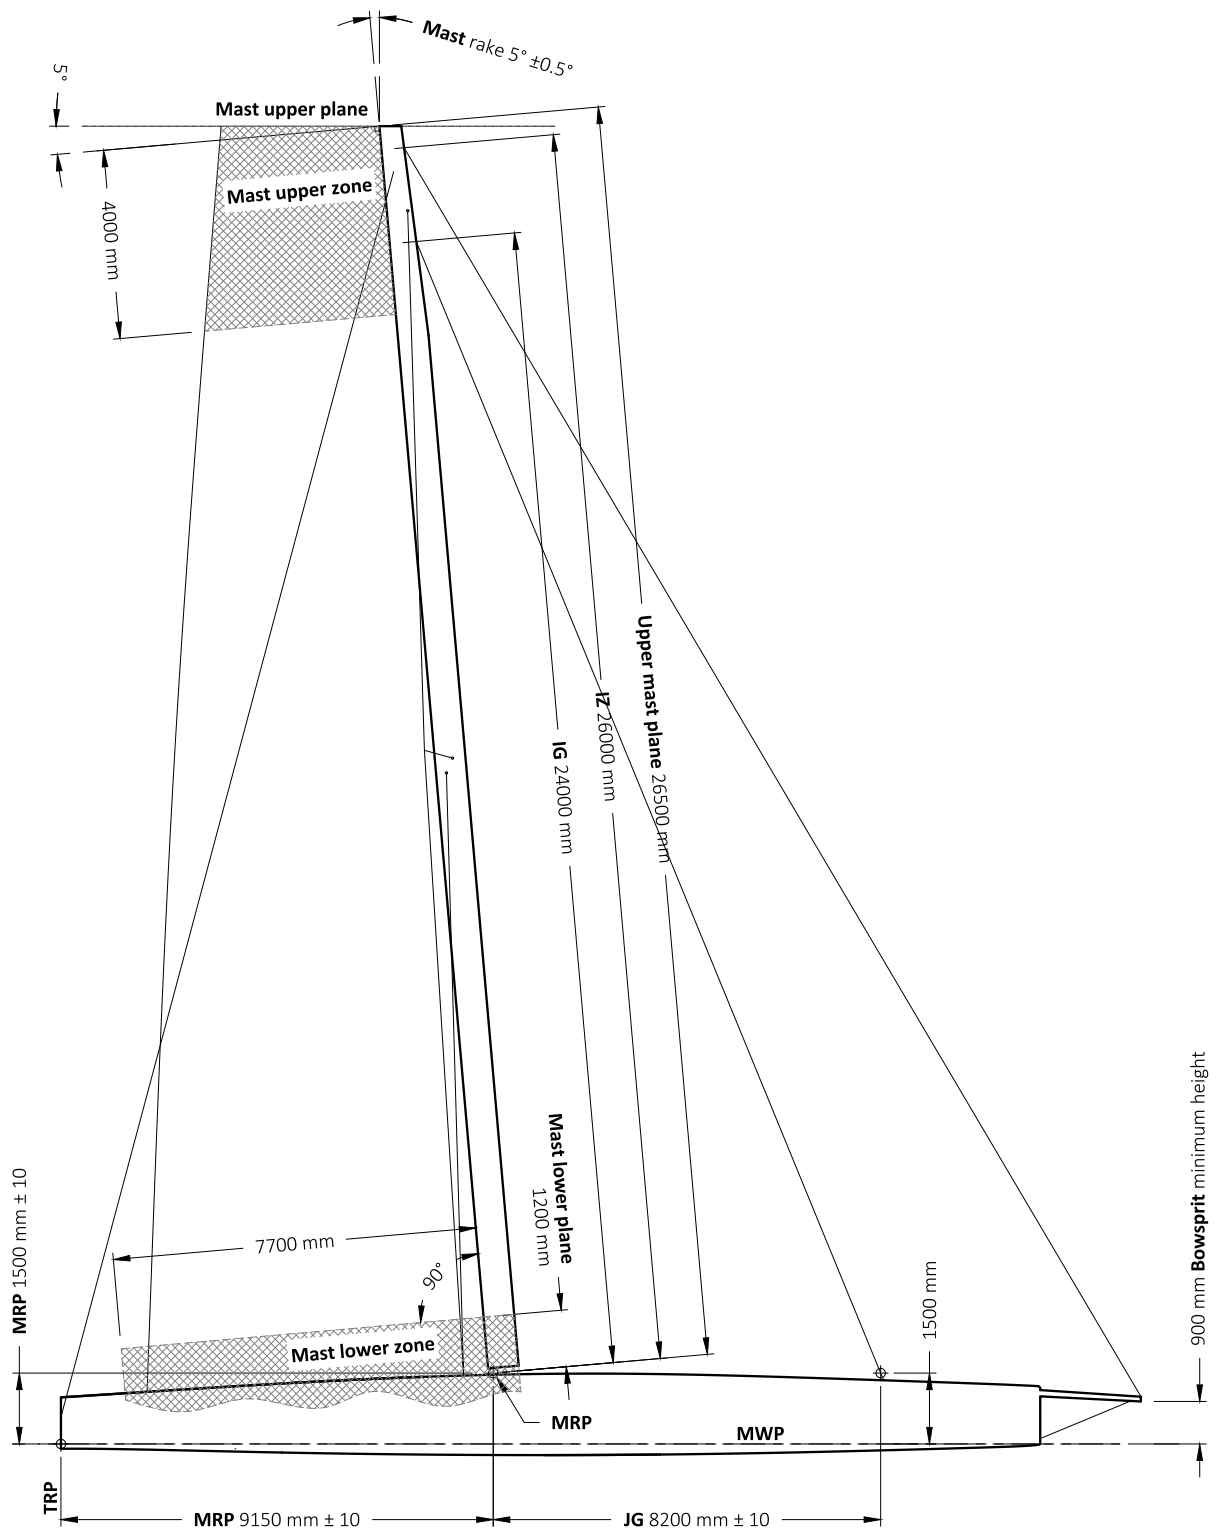 Mast rake 5° ±0.5°
5°
Mast upper plane
Mast upper zone
4000 mm
Upper mast plane 26500 mm
IZ 26000 mm
IG 24000 mm
Mast lower plane
1200 mm
900 mm Bowsprit minimum height
MRP 1500 mm ± 10
7700 mm
90°
1500 mm
Mast lower zone
MRP
MWP
TRP
MRP 9150 mm ± 10
JG 8200 mm ± 10